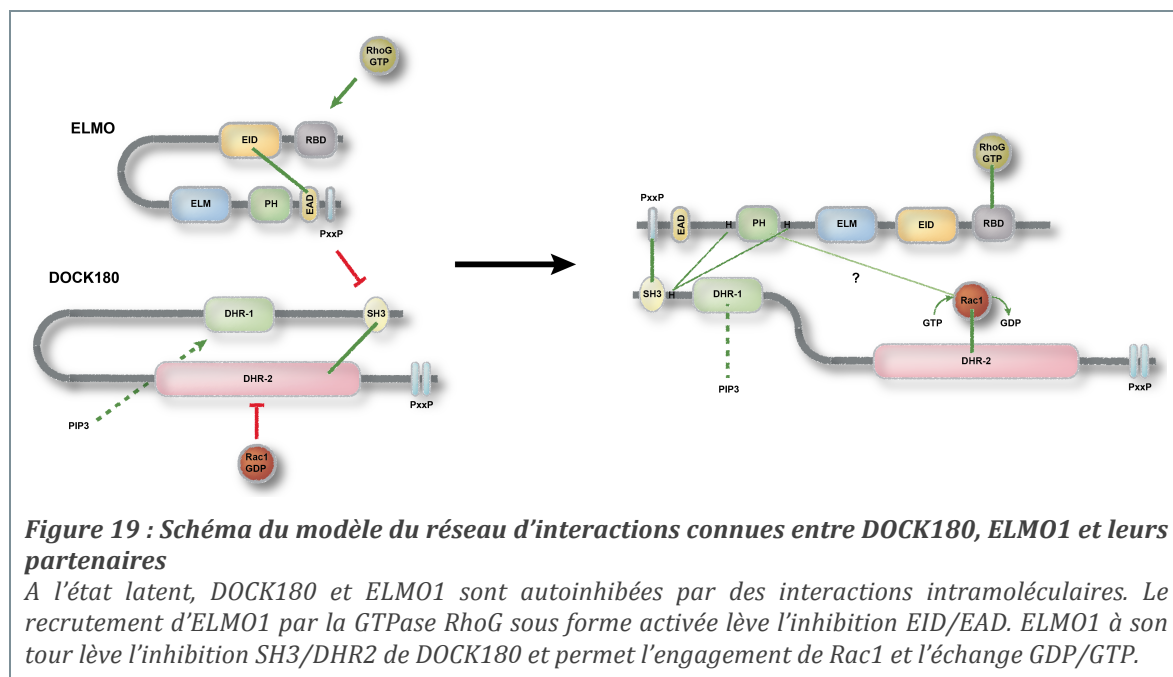 RhoG
GTP
ELMO
EID
RBD
ELM
PH
EAD
PxxP
DOCK180
DHR-1
SH3
DHR-2
PxxP
PIP3
Rac1
GDP
RhoG
GTP
PxxP
EAD
H
PH
H
ELM
EID
RBD
?
SH3
H
DHR-1
Rac1
GTP
GDP
DHR-2
PIP3
PxxP
Figure 19 : Schéma du modèle du réseau d’interactions connues entre DOCK180, ELMO1 et leurs
partenaires
A l’état latent, DOCK180 et ELMO1 sont autoinhibées par des interactions intramoléculaires. Le
recrutement d’ELMO1 par la GTPase RhoG sous forme activée lève l’inhibition EID/EAD. ELMO1 à son
tour lève l’inhibition SH3/DHR2 de DOCK180 et permet l’engagement de Rac1 et l’échange GDP/GTP.